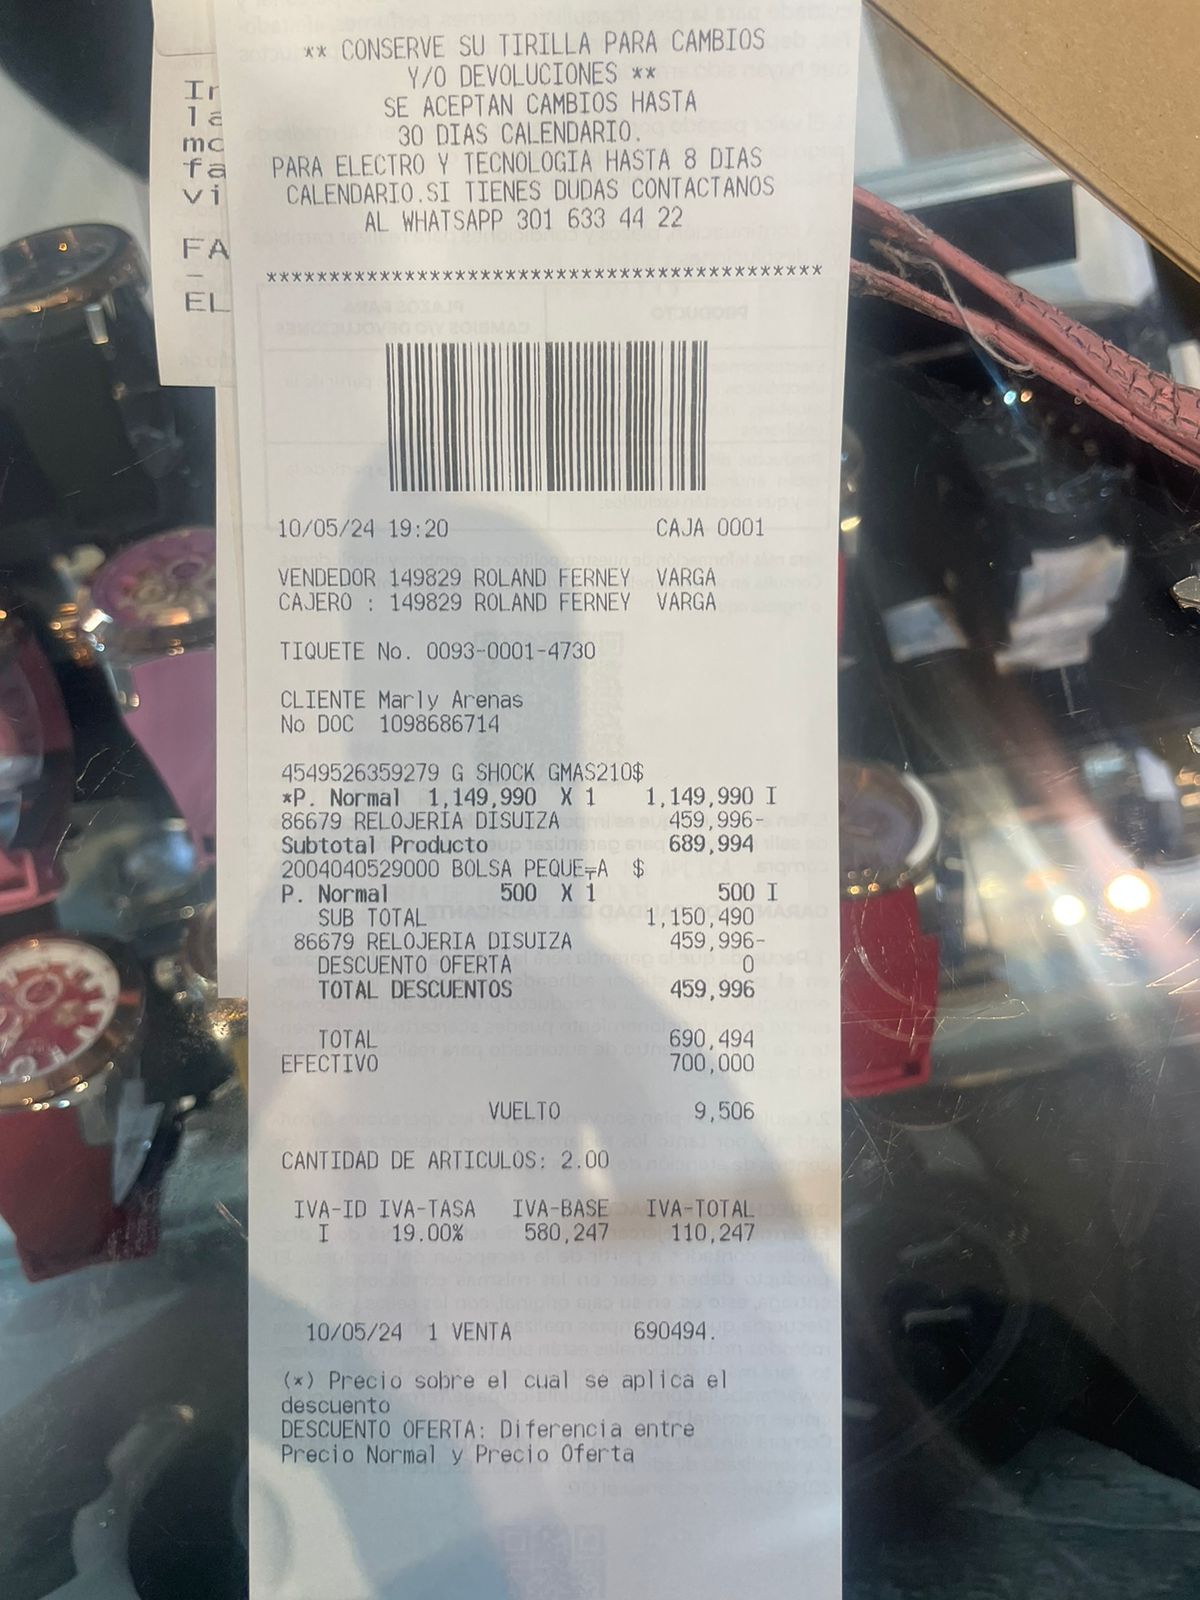 ** CONSERVE SU TIRILLA PARA CAMBIOS
Y/O DEVOLUCIONES **
SE ACEPTAN CAMBIOS HASTA
30 DIAS CALENDARIO.
PARA ELECTRO Y TECNOLOGIA HASTA 8 DIAS
CALENDARIO.SI TIENES DUDAS CONTACTANOS
AL WHATSAPP 301 633 44 22
********************************************
10/05/24 19:20 CAJA 0001
VENDEDOR 149829 ROLAND FERNEY VARGA
CAJERO : 149829 ROLAND FERNEY VARGA
TIQUETE No. 0093-0001-4730
CLIENTE Marly Arenas
No DOC 1098686714
4549526359279 G SHOCK GMAS210$
*P. Normal 1,149,990 X 1 1,149,990 I
86679 RELOJERIA DISUIZA 459,996-
Subtotal Producto 689,994
2004040529000 BOLSA PEQUE╤A $
P. Normal 500 X 1 500 I
SUB TOTAL 1,150,490
86679 RELOJERIA DISUIZA 459,996-
DESCUENTO OFERTA 0
TOTAL DESCUENTOS 459,996
TOTAL 690,494
EFECTIVO 700,000
VUELTO 9,506
CANTIDAD DE ARTICULOS: 2.00
IVA-ID IVA-TASA IVA-BASE IVA-TOTAL
I 19.00% 580,247 110,247
10/05/24 1 VENTA 690494.
(*) Precio sobre el cual se aplica el
descuento
DESCUENTO OFERTA: Diferencia entre
Precio Normal y Precio Oferta
In
la
mo
fa
vi
FA
-
EL